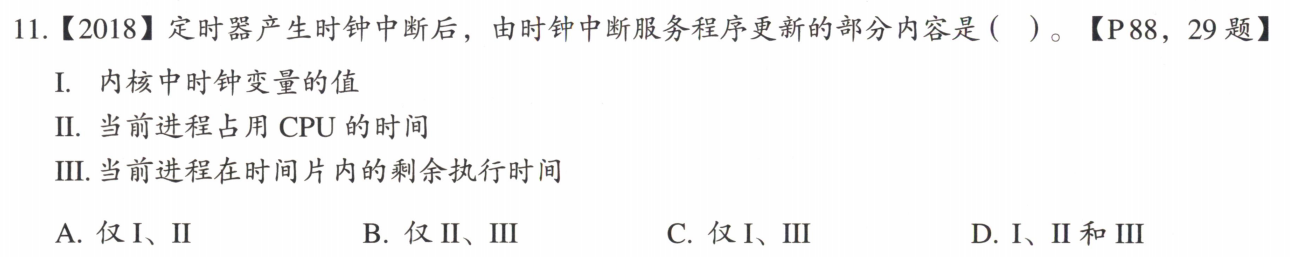 11.【2018】定时器产生时钟中断后，由时钟中断服务程序更新的部分内容是（ ）。【P88，29 题】
I. 内核中时钟变量的值
II. 当前进程占用 CPU 的时间
III. 当前进程在时间片内的剩余执行时间
A. 仅 I、II B. 仅 II、III C. 仅 I、III D. I、II 和 III